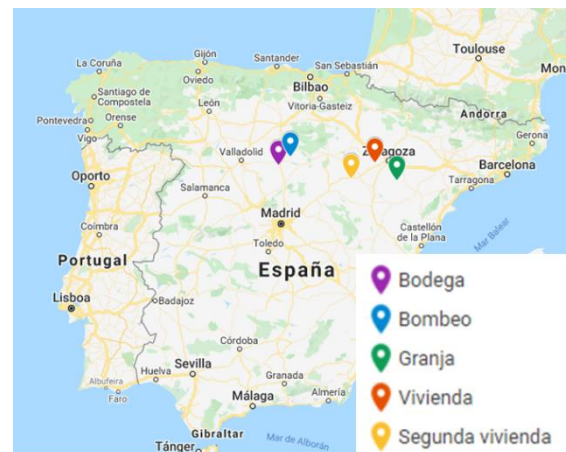 Toulouse
Gijón
La Coruña
Santander
San Sebastián
Mon
Oviedo
Bilbao
Santiago de
Compostela
León
Vitoria-Gasteiz
Andorra
Pontevedra
Orense
Vigo
Gerona
Valladolid
Zaragoza
Barcelona
Oporto
Salamanca
Tarragona
Madrid
Castellón
de la Plana
Mar Balear
Coimbra
Toledo
Portugal
España
Lisboa
Badajoz
Córdoba
Albufeira
Huelva
Sevilla
Granada
Faro
Málaga
Almería
Gibraltar
Mar de Alborán
Tánger
Bodega
Bombeo
Granja
Vivienda
Segunda vivienda